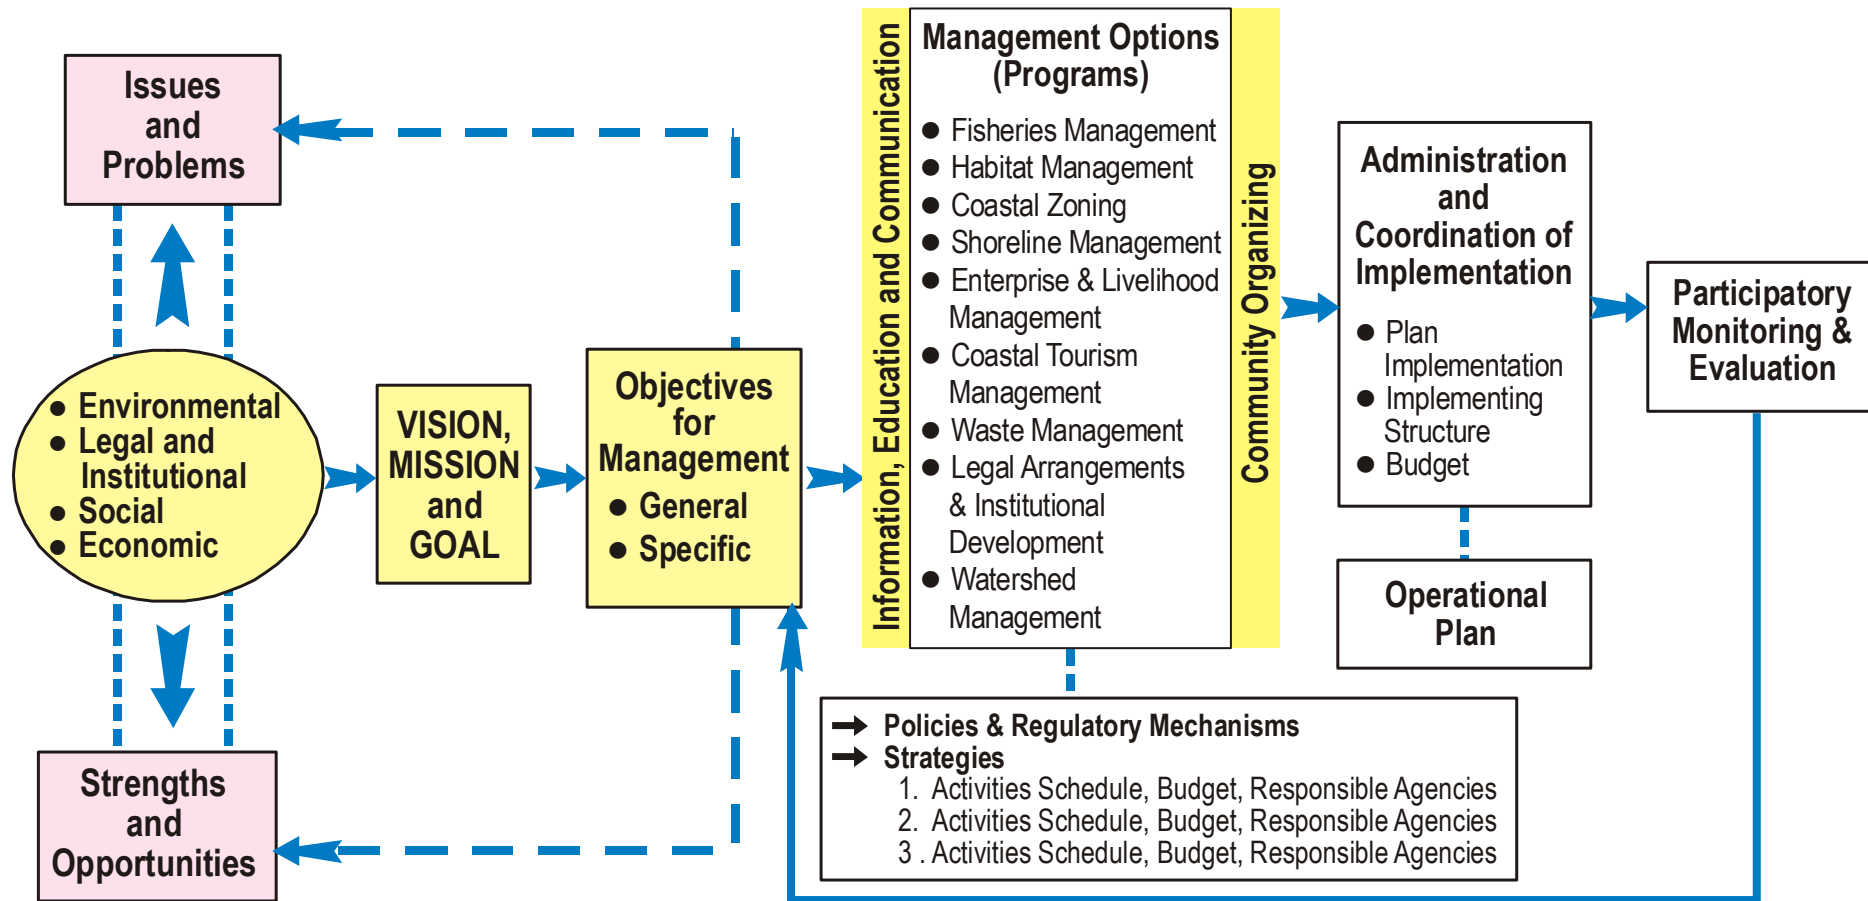 Issues
and
Problems
● Environmental
● Legal and
Institutional
● Social
● Economic
Strengths
and
Opportunities
VISION,
MISSION
and
GOAL
Objectives
for
Management
● General
● Specific
Information, Education and Communication
Management Options
(Programs)
● Fisheries Management
● Habitat Management
● Coastal Zoning
● Shoreline Management
● Enterprise & Livelihood
Management
● Coastal Tourism
Management
● Waste Management
● Legal Arrangements
& Institutional
Development
● Watershed
Management
Community Organizing
→ Policies & Regulatory Mechanisms
→ Strategies
1. Activities Schedule, Budget, Responsible Agencies
2. Activities Schedule, Budget, Responsible Agencies
3 . Activities Schedule, Budget, Responsible Agencies
Administration
and
Coordination of
Implementation
● Plan
Implementation
● Implementing
Structure
● Budget
Operational
Plan
Participatory
Monitoring &
Evaluation